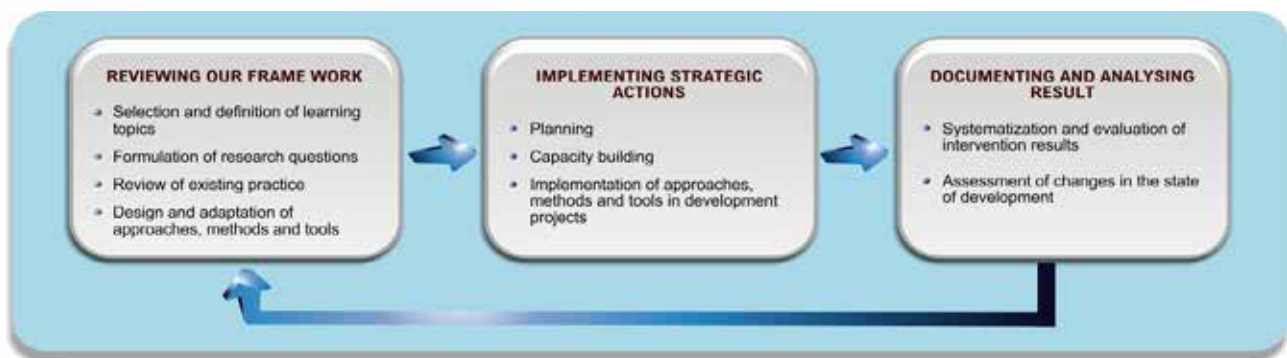 REVIEWING OUR FRAME WORK
Selection and definition of learning
topics
Formulation of research questions
Review of existing practice
Design and adaptation of
approaches, methods and tools
IMPLEMENTING STRATEGIC
ACTIONS
Planning
Capacity building
Implementation of approaches,
methods and tools in development
projects
DOCUMENTING AND ANALYSING
RESULT
Systematization and evaluation of
intervention results
Assessment of changes in the state
of development